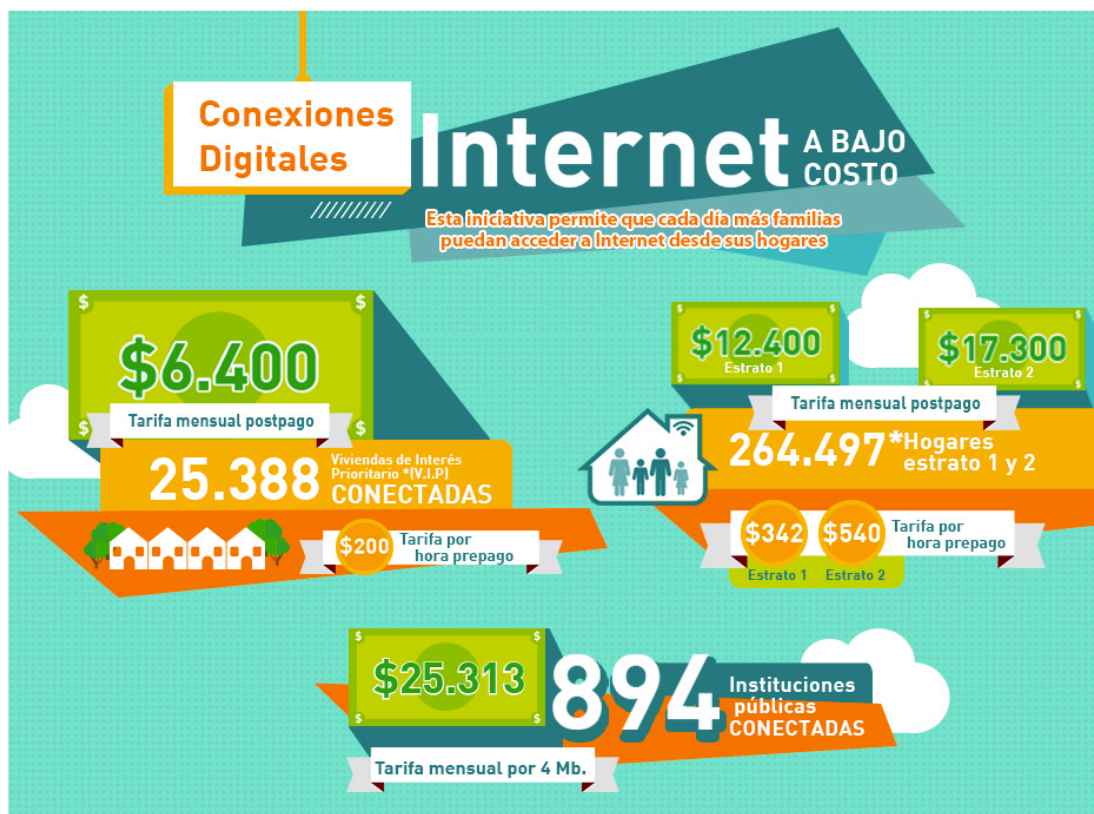 Conexiones
Digitales
Internet
A BAJO
COSTO
Esta iniciativa permite que cada día más familias
puedan acceder a Internet desde sus hogares
$6.400
Tarifa mensual postpago
25.388
Viviendas de Interés
Prioritario *(V.I.P)
CONECTADAS
$200
Tarifa por
hora prepago
$12.400
Estrato 1
$17.300
Estrato 2
Tarifa mensual postpago
264.497*
Hogares
estrato 1 y 2
$342
$540
Tarifa por
hora prepago
Estrato 1
Estrato 2
$25.313
894
Instituciones
públicas
CONECTADAS
Tarifa mensual por 4 Mb.